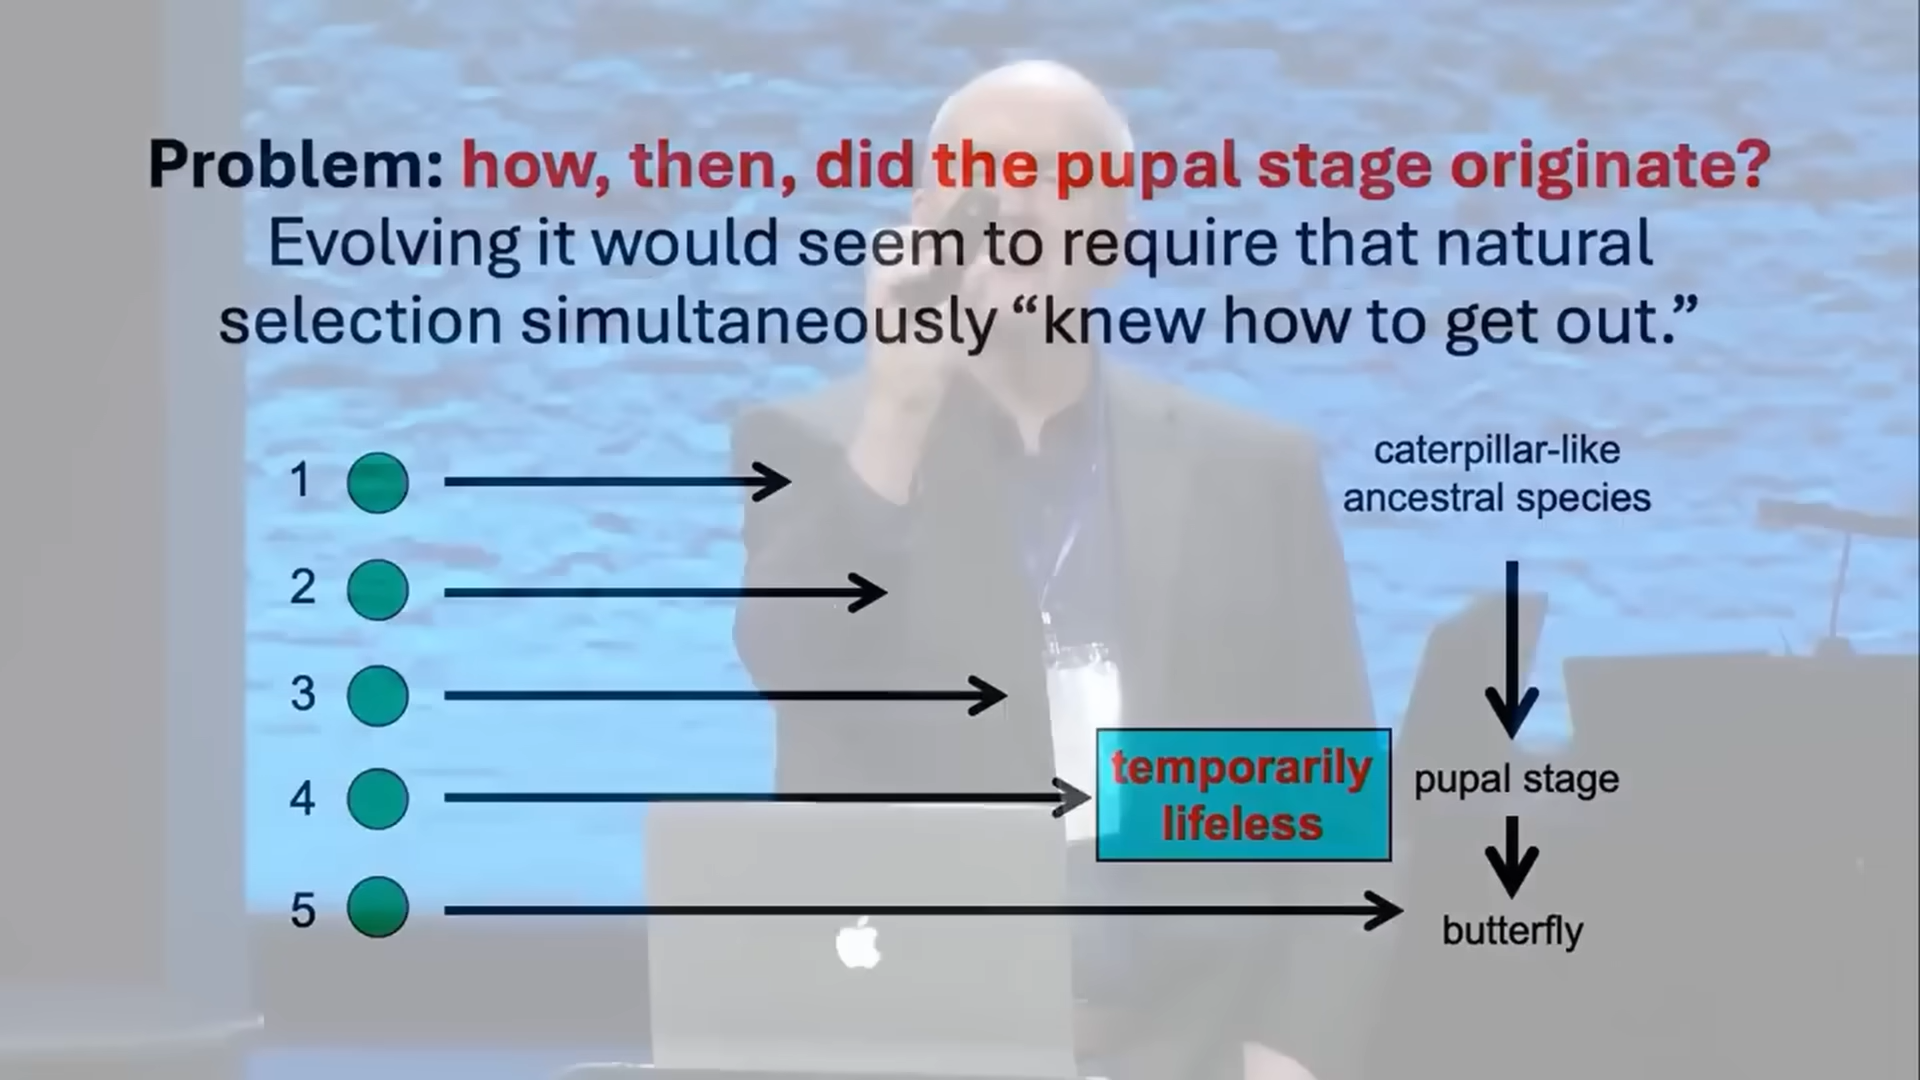 Problem: how, then, did the pupal stage originate?
Evolving it would seem to require that natural
selection simultaneously “knew how to get out.”
caterpillar-like
ancestral species
1
2
3
4
temporarily
lifeless
pupal stage
5
butterfly